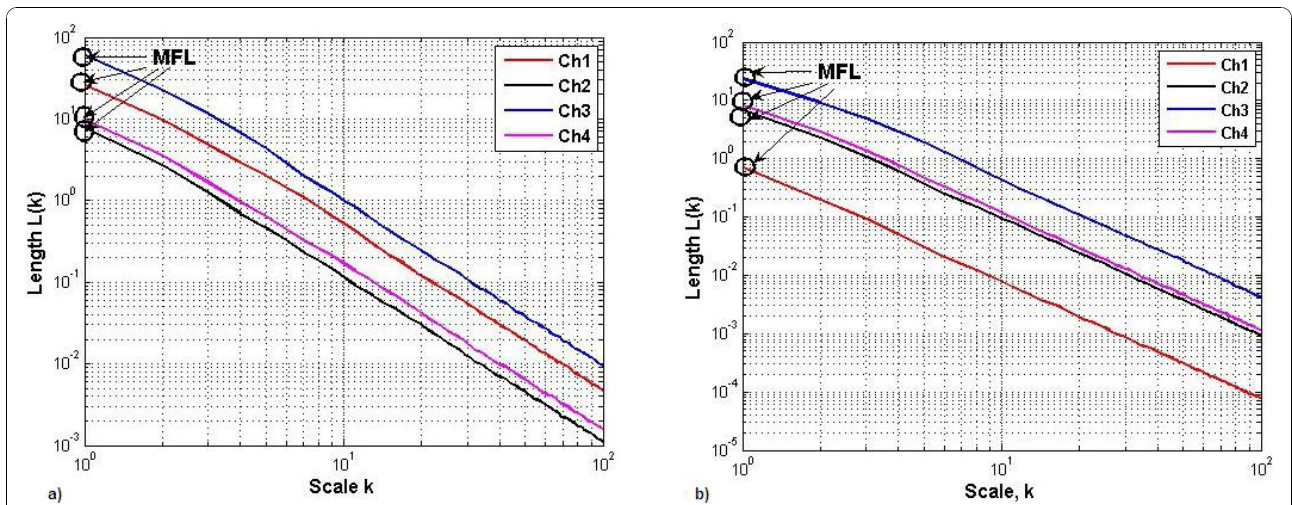 10²
10¹
10⁰
10⁻¹
10⁻²
10⁻³
Length L(k)
MFL
Ch1
Ch2
Ch3
Ch4
10⁰
10¹
10²
Scale k
a)
10²
10¹
10⁰
10⁻¹
10⁻²
10⁻³
10⁻⁴
10⁻⁵
Length L(k)
MFL
Ch1
Ch2
Ch3
Ch4
10⁰
10¹
10²
Scale, k
b)